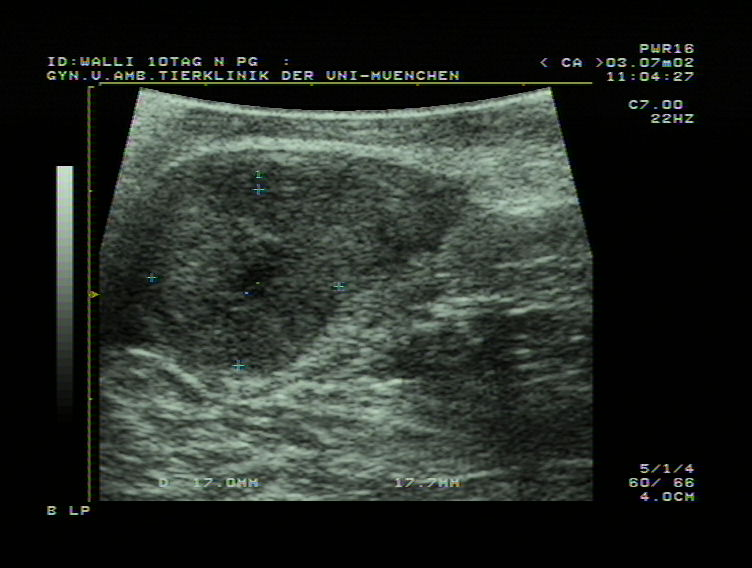 PWR16
ID:WALLI 10TAG N PG :
< CA >03.07m02
GYN.U.AMB.TIERKLINIK DER UNI-MUENCHEN
11:04:27
C7.00
22HZ
1
D 17.0MM 17.7MM
5/1/4
60/ 66
4.0CM
B LP